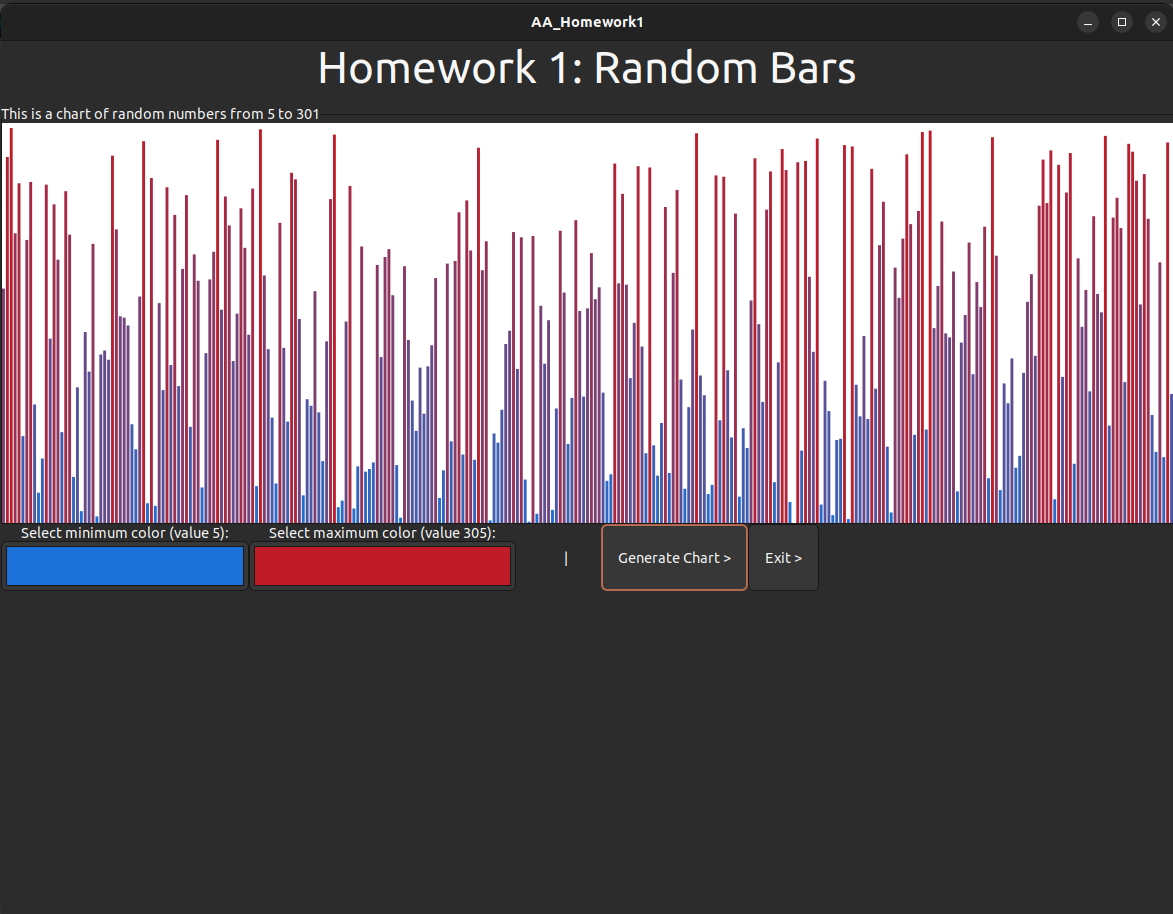 AA_Homework1
Homework 1: Random Bars
This is a chart of random numbers from 5 to 301
Select minimum color (value 5):
Select maximum color (value 305):
|
Generate Chart >
Exit >